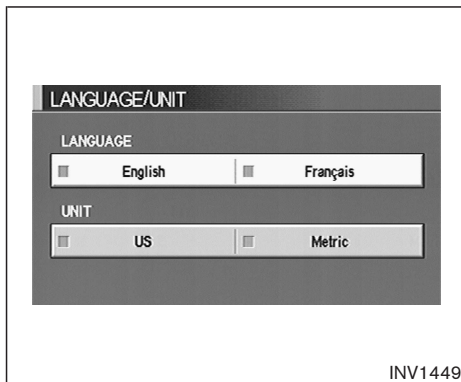 LANGUAGE/UNIT
LANGUAGE
English Français
UNIT
US Metric
INV1449